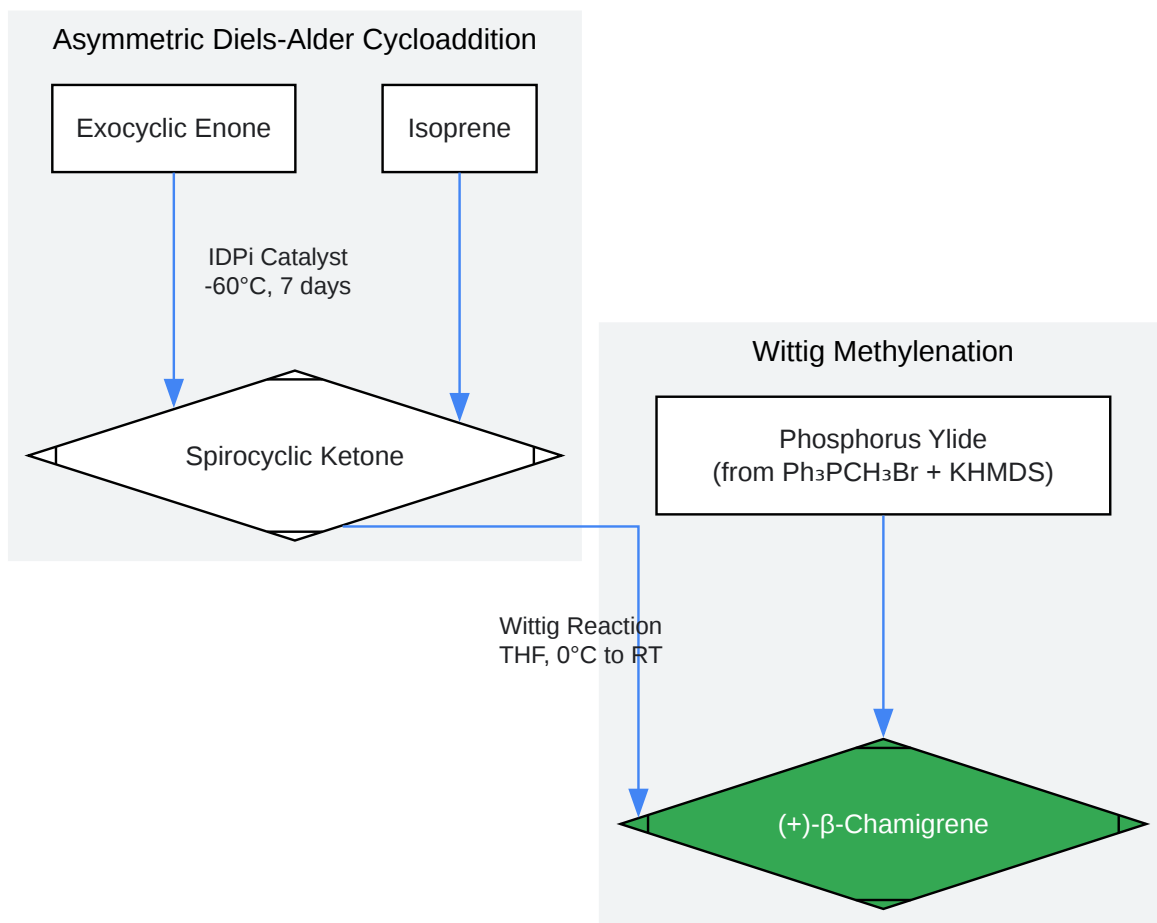 Asymmetric Diels-Alder Cycloaddition
Exocyclic Enone
Isoprene
IDPi Catalyst
-60°C, 7 days
Spirocyclic Ketone
Wittig Methylenation
Phosphorus Ylide
(from Ph₃PCH₃Br + KHMDS)
Wittig Reaction
THF, 0°C to RT
(+)-β-Chamigrene